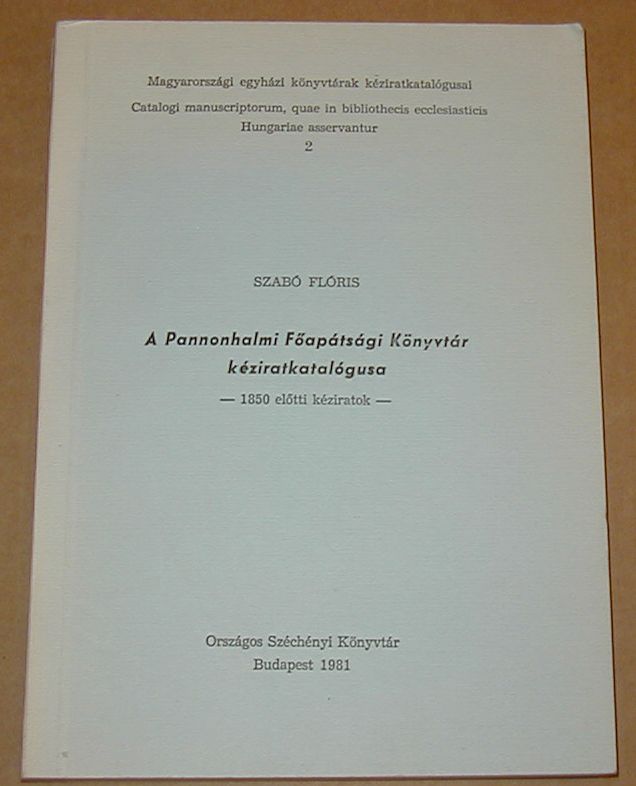 Magyarországi egyházi könyvtárak kéziratkatalógusai
Catalogi manuscriptorum, quae in bibliothecis ecclesiasticis
Hungariae asservantur
2
SZABÓ FLÓRIS
A Pannonhalmi Főapátsági Könyvtár
kéziratkatalógusa
— 1850 előtti kéziratok —
Országos Széchényi Könyvtár
Budapest 1981